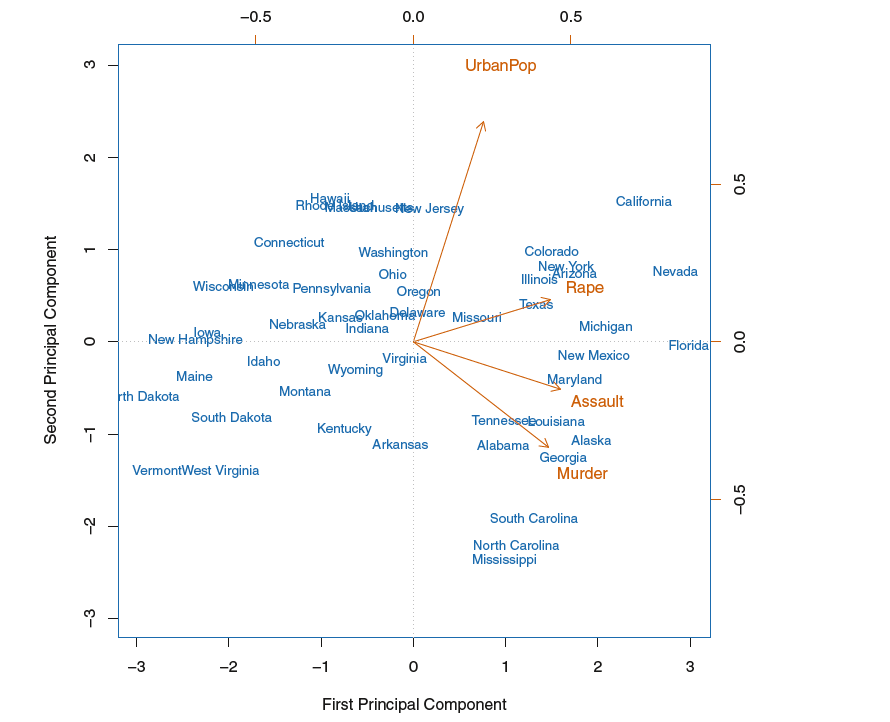 −0.5 0.0 0.5
UrbanPop
3
2
1
0
−1
−2
−3
0.5
0.0
−0.5
Second Principal Component
Hawaii
California
Rhode Island Massachusetts New Jersey
Connecticut
Washington Colorado
New York
Ohio Arizona Nevada
Illinois
Wisconsin Minnesota Pennsylvania Oregon Rape
Texas
Kansas Oklahoma Delaware Missouri
Nebraska Indiana Michigan
Iowa
New Hampshire Florida
Idaho Wyoming Virginia New Mexico
Maine Maryland
rth Dakota Montana Assault
South Dakota Kentucky Tennessee Louisiana
Arkansas Alabama Alaska
Georgia
Vermont West Virginia Murder
South Carolina
North Carolina
Mississippi
−3 −2 −1 0 1 2 3
First Principal Component